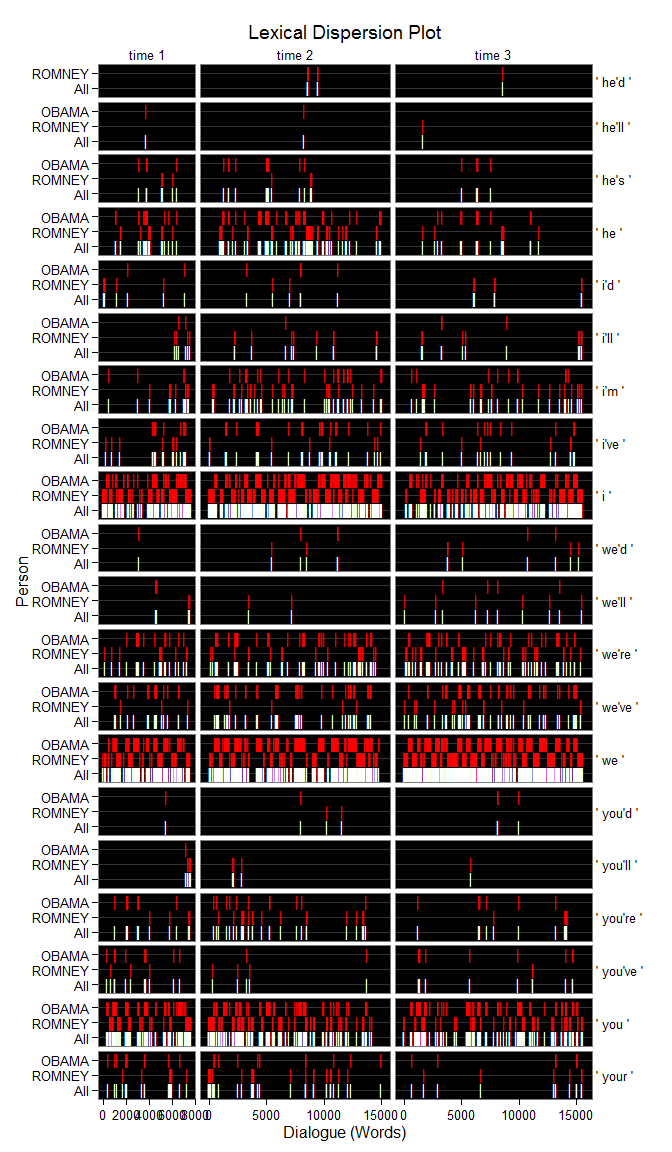 Lexical Dispersion Plot
time 1 time 2 time 3
ROMNEY
All
' he'd '
OBAMA
ROMNEY
All
' he'll '
OBAMA
ROMNEY
All
' he's '
OBAMA
ROMNEY
All
' he '
OBAMA
ROMNEY
All
' i'd '
OBAMA
ROMNEY
All
' i'll '
OBAMA
ROMNEY
All
' i'm '
OBAMA
ROMNEY
All
' i've '
OBAMA
ROMNEY
All
' i '
OBAMA
ROMNEY
All
' we'd '
OBAMA
ROMNEY
All
' we'll '
OBAMA
ROMNEY
All
' we're '
OBAMA
ROMNEY
All
' we've '
OBAMA
ROMNEY
All
' we '
OBAMA
ROMNEY
All
' you'd '
OBAMA
ROMNEY
All
' you'll '
OBAMA
ROMNEY
All
' you're '
OBAMA
ROMNEY
All
' you've '
OBAMA
ROMNEY
All
' you '
OBAMA
ROMNEY
All
' your '
Person
0 2000 4000 6000 8000 0 5000 10000 15000 0 5000 10000 15000
Dialogue (Words)